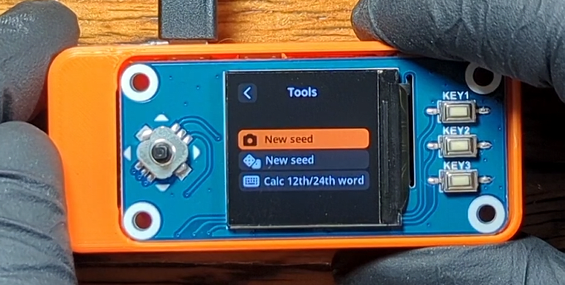 Tools
New seed
New seed
Calc 12th/24th word
KEY1
KEY2
KEY3